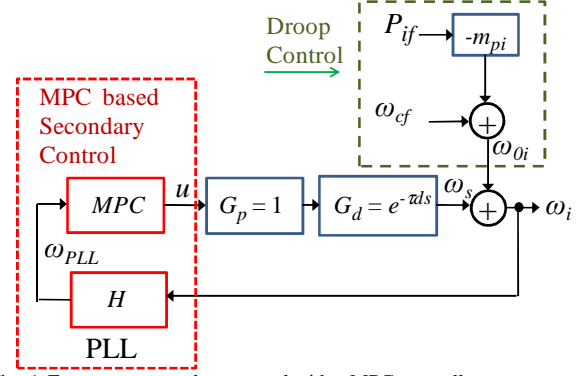 Droop
Control
P_if
-m_pi
ω_cf
+
ω_0i
MPC based
Secondary
Control
MPC
u
G_p = 1
G_d = e^-τds
ω_s
+
ω_i
ω_PLL
H
PLL